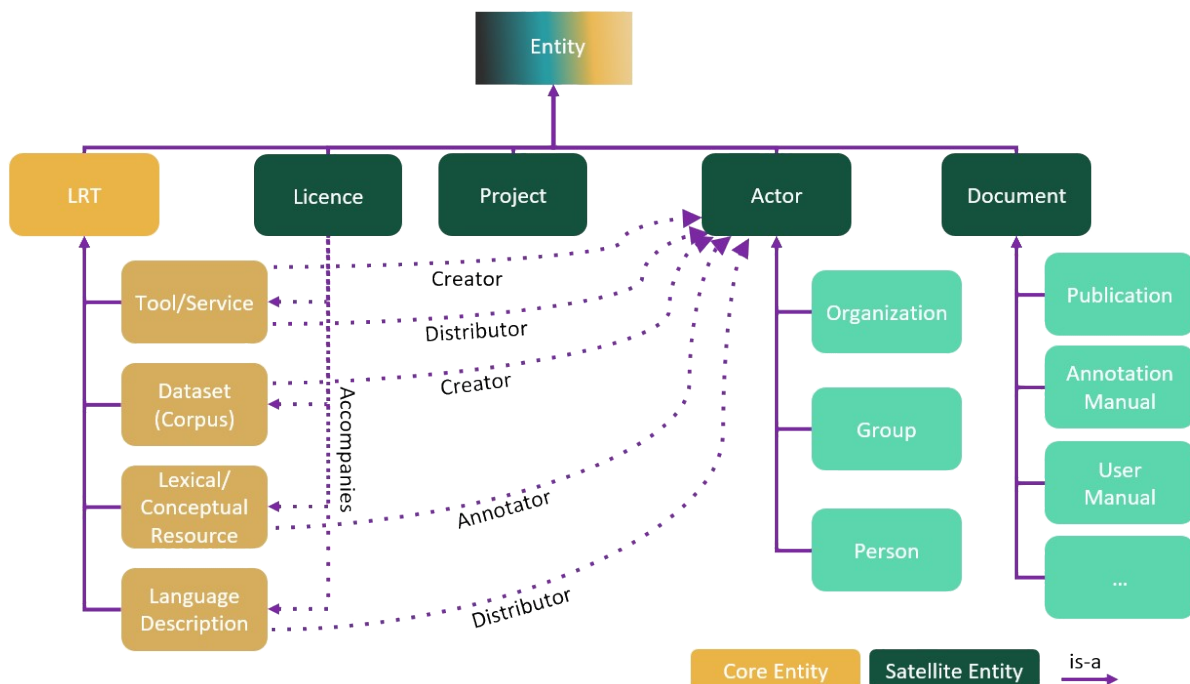 Entity
LRT
Licence
Project
Actor
Document
Tool/Service
Creator
Distributor
Dataset
(Corpus)
Creator
Accompanies
Lexical/
Conceptual
Resource
Annotator
Language
Description
Distributor
Organization
Group
Person
Publication
Annotation
Manual
User
Manual
...
Core Entity
Satellite Entity
is-a